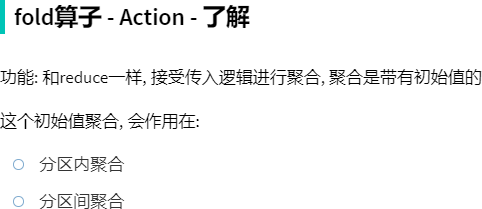 fold算子 - Action - 了解
功能: 和reduce一样, 接受传入逻辑进行聚合, 聚合是带有初始值的
这个初始值聚合, 会作用在:
分区内聚合
分区间聚合